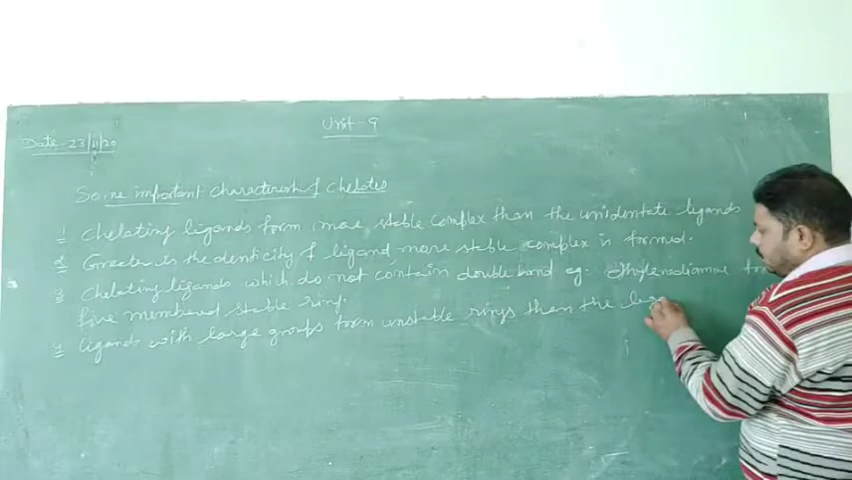 Unit-9
Date-23/11/20
Some important characterist of Chelates
1 Chelating ligands form more stable complex than the unidentate ligands
2 Greater is the denticity of ligand, more stable complex is formed.
3 Chelating ligands which do not contain double bond eg. Ethylenediamine
five membered stable ring.
4 ligands with large groups form unstable rings than the